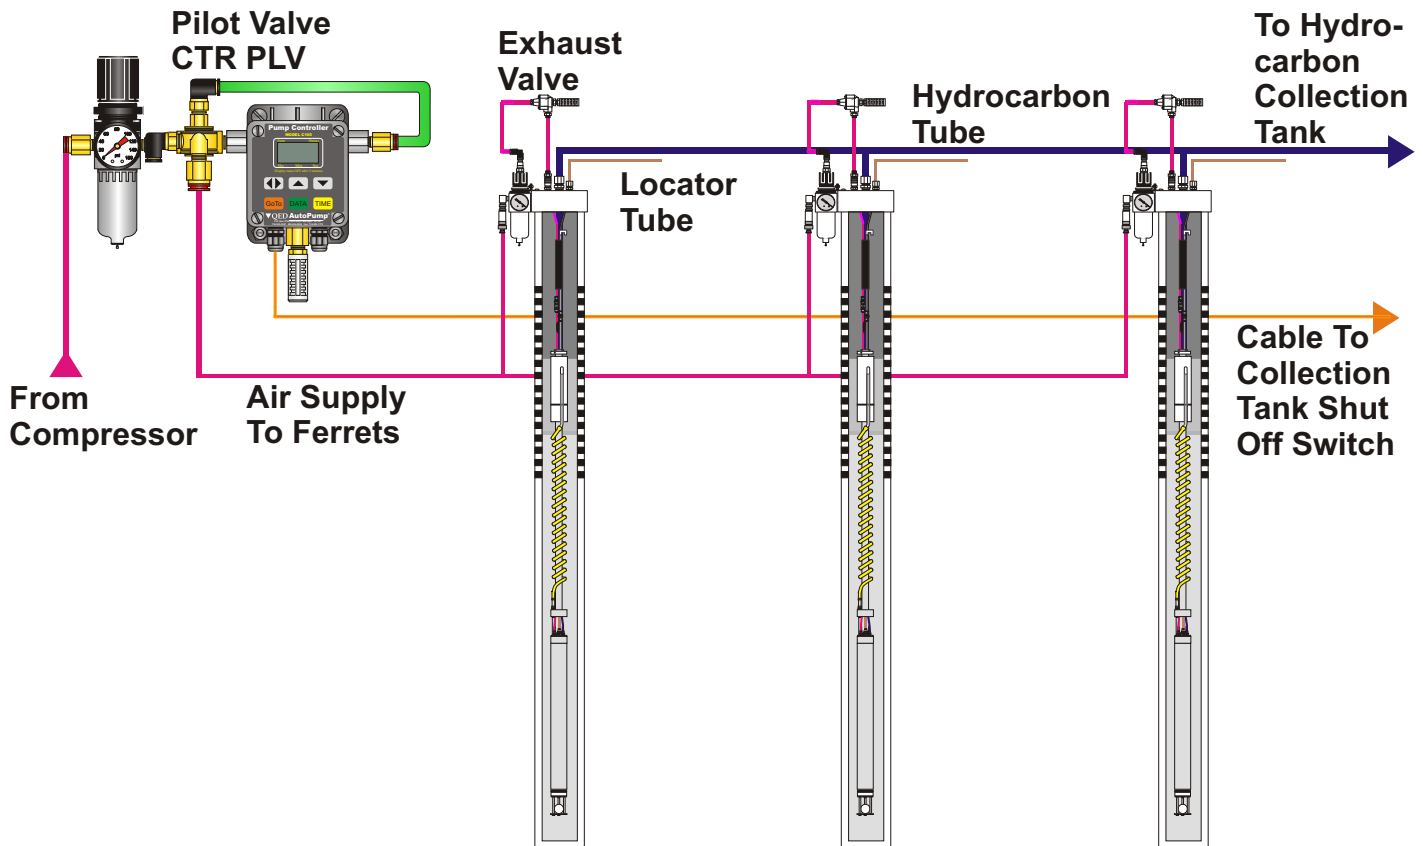 Pilot Valve
CTR PLV
Exhaust
Valve
Hydrocarbon
Tube
To Hydro-
carbon
Collection
Tank
Locator
Tube
Pump Controller
GoTo DATA TIME
QED AutoPump
From
Compressor
Air Supply
To Ferrets
Cable To
Collection
Tank Shut
Off Switch